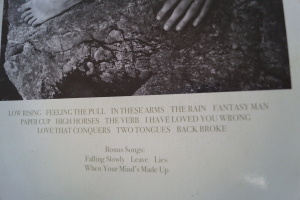 LOW RISING FEELING THE PULL IN THESE ARMS THE RAIN FANTASY MAN
PAPER CUP HIGH HORSES THE VERB I HAVE LOVED YOU WRONG
LOVE THAT CONQUERS TWO TONGUES BACK BROKE
Bonus Songs:
Falling Slowly Leave Lies
When Your Mind's Made Up